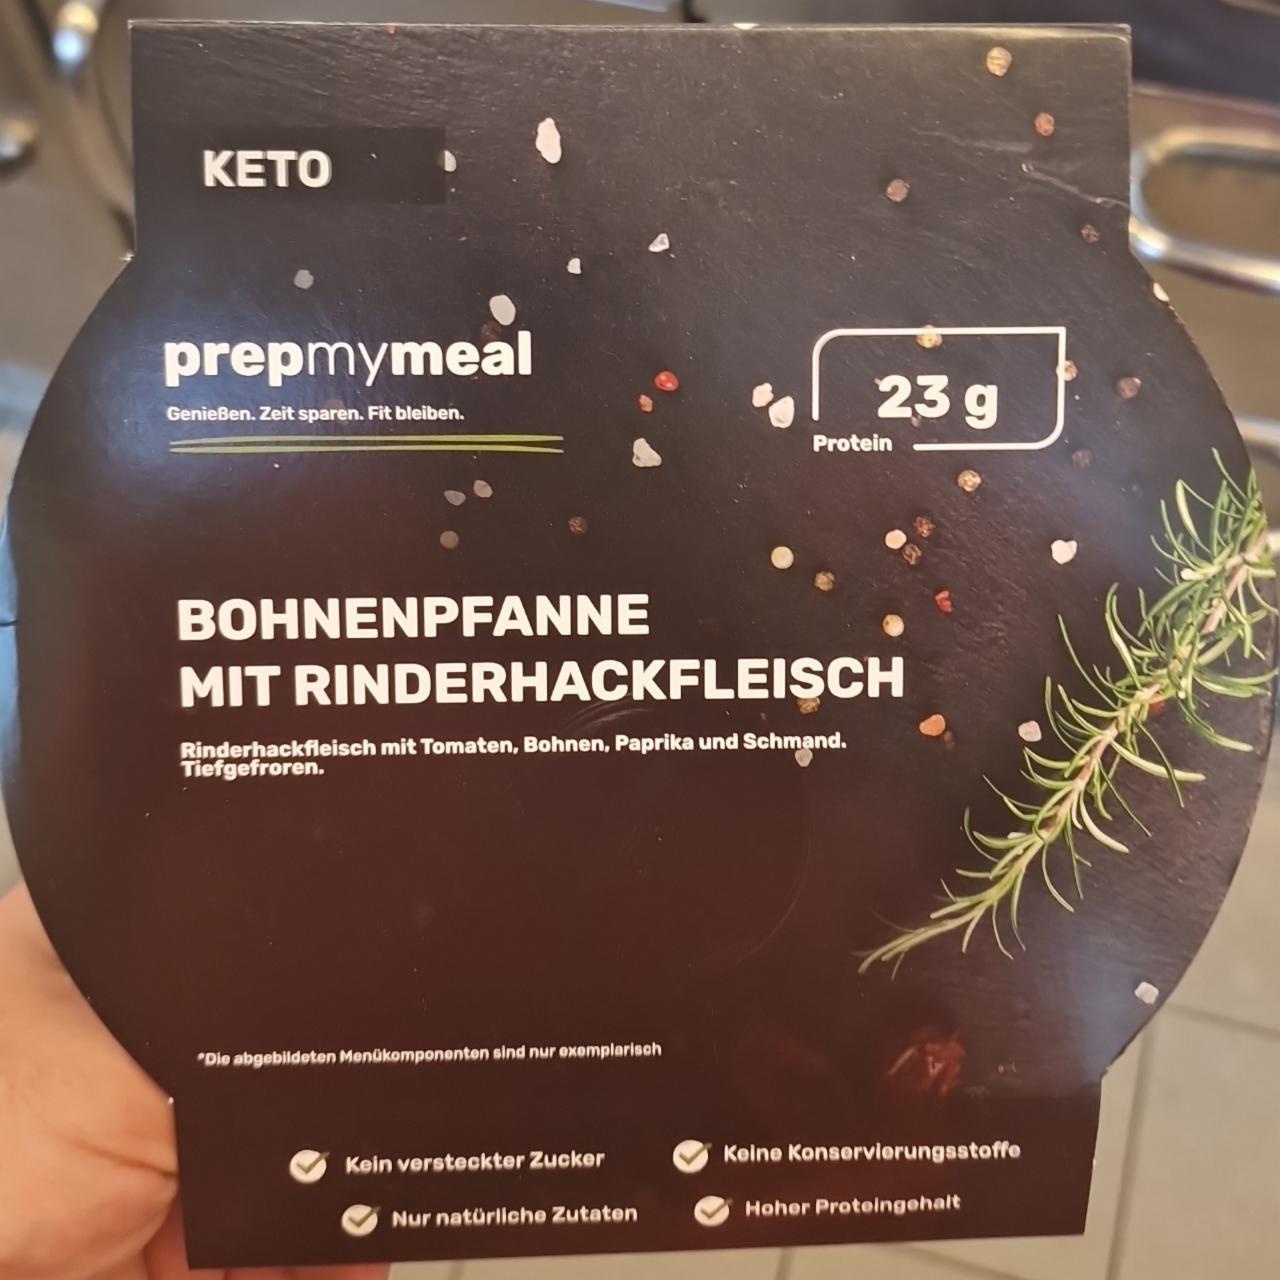 KETO
prepmymeal
Genießen. Zeit sparen. Fit bleiben.
23 g
Protein
BOHNENPFANNE
MIT RINDERHACKFLEISCH
Rinderhackfleisch mit Tomaten, Bohnen, Paprika und Schmand.
Tiefgefroren.
*Die abgebildeten Menükomponenten sind nur exemplarisch
Kein versteckter Zucker
Keine Konservierungsstoffe
Nur natürliche Zutaten
Hoher Proteingehalt